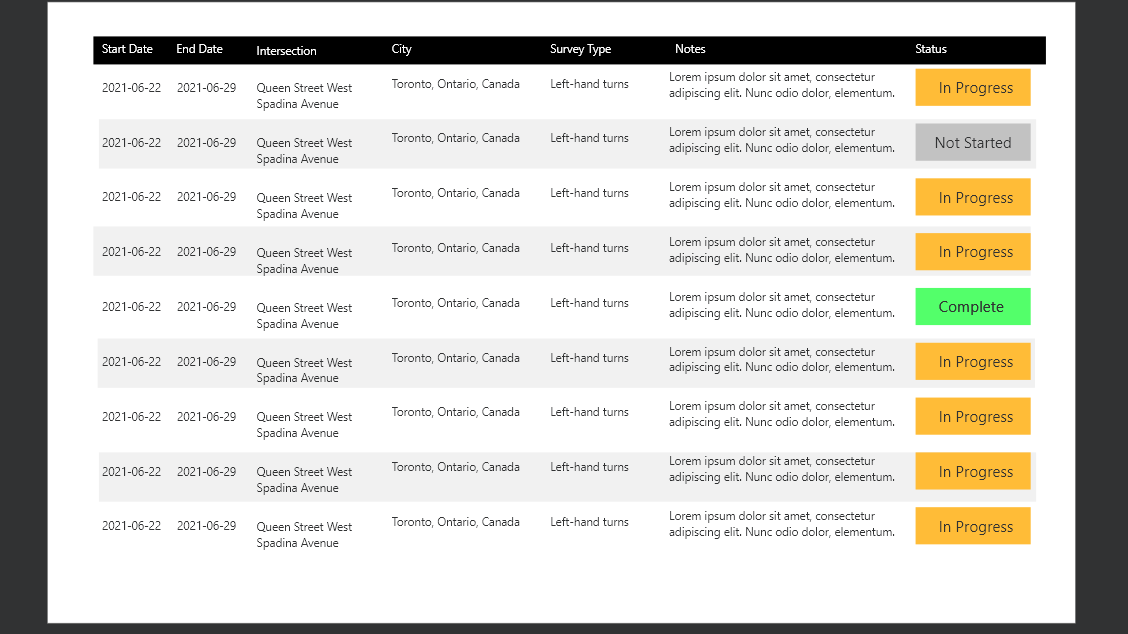 Start Date End Date Intersection City Survey Type Notes Status
2021-06-22 2021-06-29 Queen Street West Toronto, Ontario, Canada Left-hand turns Lorem ipsum dolor sit amet, consectetur In Progress
Spadina Avenue adipiscing elit. Nunc odio dolor, elementum.
2021-06-22 2021-06-29 Queen Street West Toronto, Ontario, Canada Left-hand turns Lorem ipsum dolor sit amet, consectetur Not Started
Spadina Avenue adipiscing elit. Nunc odio dolor, elementum.
2021-06-22 2021-06-29 Queen Street West Toronto, Ontario, Canada Left-hand turns Lorem ipsum dolor sit amet, consectetur In Progress
Spadina Avenue adipiscing elit. Nunc odio dolor, elementum.
2021-06-22 2021-06-29 Queen Street West Toronto, Ontario, Canada Left-hand turns Lorem ipsum dolor sit amet, consectetur In Progress
Spadina Avenue adipiscing elit. Nunc odio dolor, elementum.
2021-06-22 2021-06-29 Queen Street West Toronto, Ontario, Canada Left-hand turns Lorem ipsum dolor sit amet, consectetur Complete
Spadina Avenue adipiscing elit. Nunc odio dolor, elementum.
2021-06-22 2021-06-29 Queen Street West Toronto, Ontario, Canada Left-hand turns Lorem ipsum dolor sit amet, consectetur In Progress
Spadina Avenue adipiscing elit. Nunc odio dolor, elementum.
2021-06-22 2021-06-29 Queen Street West Toronto, Ontario, Canada Left-hand turns Lorem ipsum dolor sit amet, consectetur In Progress
Spadina Avenue adipiscing elit. Nunc odio dolor, elementum.
2021-06-22 2021-06-29 Queen Street West Toronto, Ontario, Canada Left-hand turns Lorem ipsum dolor sit amet, consectetur In Progress
Spadina Avenue adipiscing elit. Nunc odio dolor, elementum.
2021-06-22 2021-06-29 Queen Street West Toronto, Ontario, Canada Left-hand turns Lorem ipsum dolor sit amet, consectetur In Progress
Spadina Avenue adipiscing elit. Nunc odio dolor, elementum.